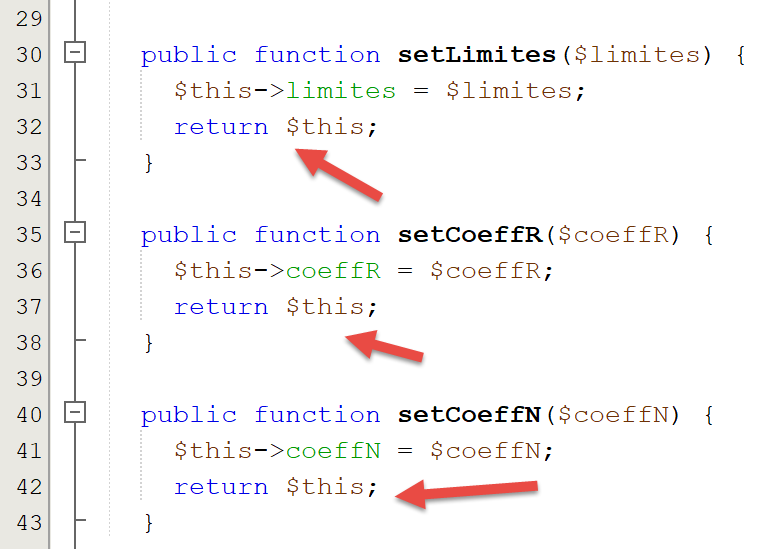 29
30 public function setLimites($limites) {
31 $this->limites = $limites;
32 return $this;
33 }
34
35 public function setCoeffR($coeffR) {
36 $this->coeffR = $coeffR;
37 return $this;
38 }
39
40 public function setCoeffN($coeffN) {
41 $this->coeffN = $coeffN;
42 return $this;
43 }